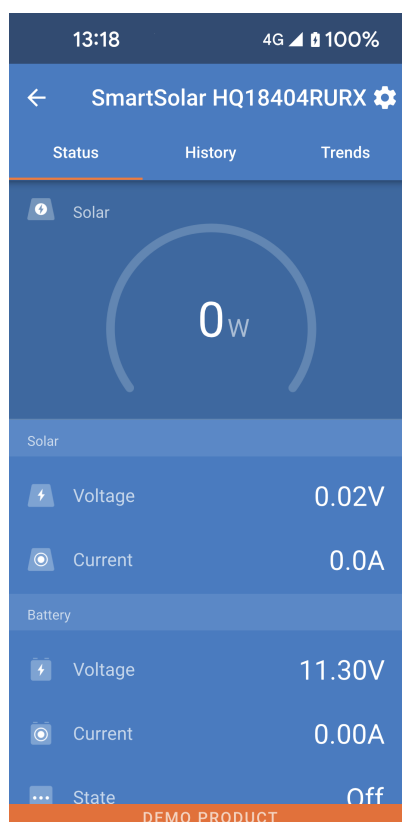 13:18 4G 100%
SmartSolar HQ18404RURX
Status History Trends
Solar
0W
Solar
Voltage 0.02V
Current 0.0A
Battery
Voltage 11.30V
Current 0.00A
State Off
DEMO PRODUCT